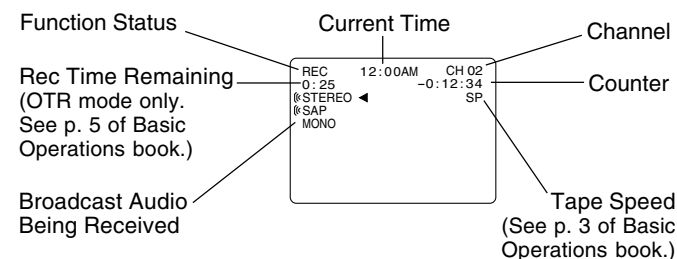 Function Status
Current Time
Channel
Rec Time Remaining
(OTR mode only.
See p. 5 of Basic
Operations book.)
REC 12:00AM CH 02
0:25 -0:12:34
STEREO ◄ SP
SAP
MONO
Counter
Broadcast Audio
Being Received
Tape Speed
(See p. 3 of Basic
Operations book.)